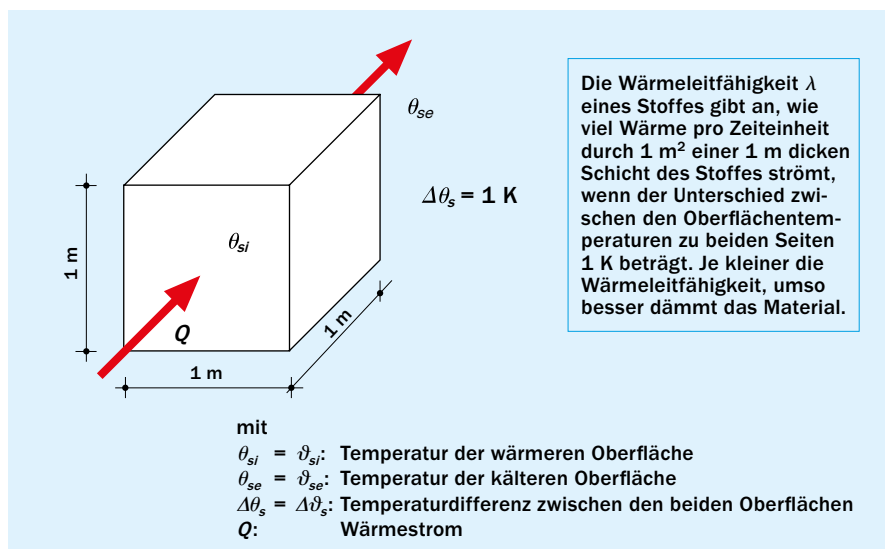 θse
Δθs = 1 K
θsi
1 m
Q
1 m
1 m
Die Wärmeleitfähigkeit λ
eines Stoffes gibt an, wie
viel Wärme pro Zeiteinheit
durch 1 m² einer 1 m dicken
Schicht des Stoffes strömt,
wenn der Unterschied zwi-
schen den Oberflächentem-
peraturen zu beiden Seiten
1 K beträgt. Je kleiner die
Wärmeleitfähigkeit, umso
besser dämmt das Material.
mit
θsi = ϑsi: Temperatur der wärmeren Oberfläche
θse = ϑse: Temperatur der kälteren Oberfläche
Δθs = Δϑs: Temperaturdifferenz zwischen den beiden Oberflächen
Q: Wärmestrom